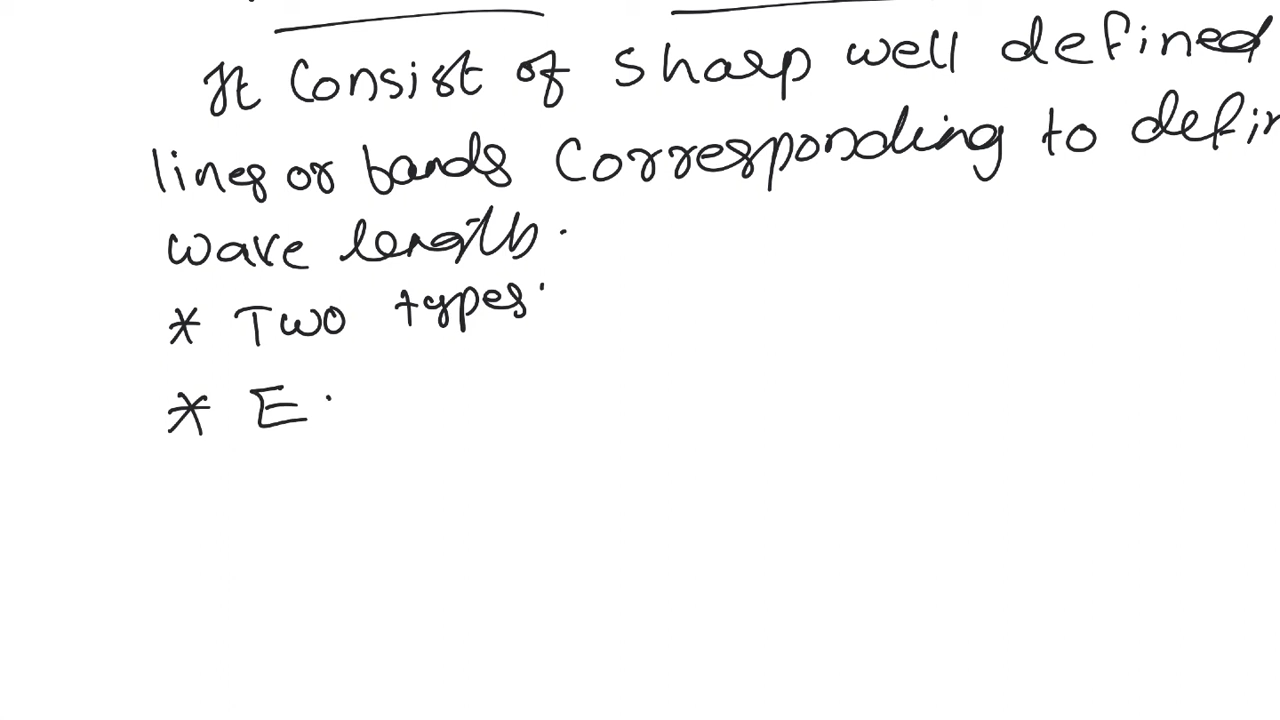 It consist of sharp well defined
lines or bands corresponding to defin
wave length.
* Two types.
* E.